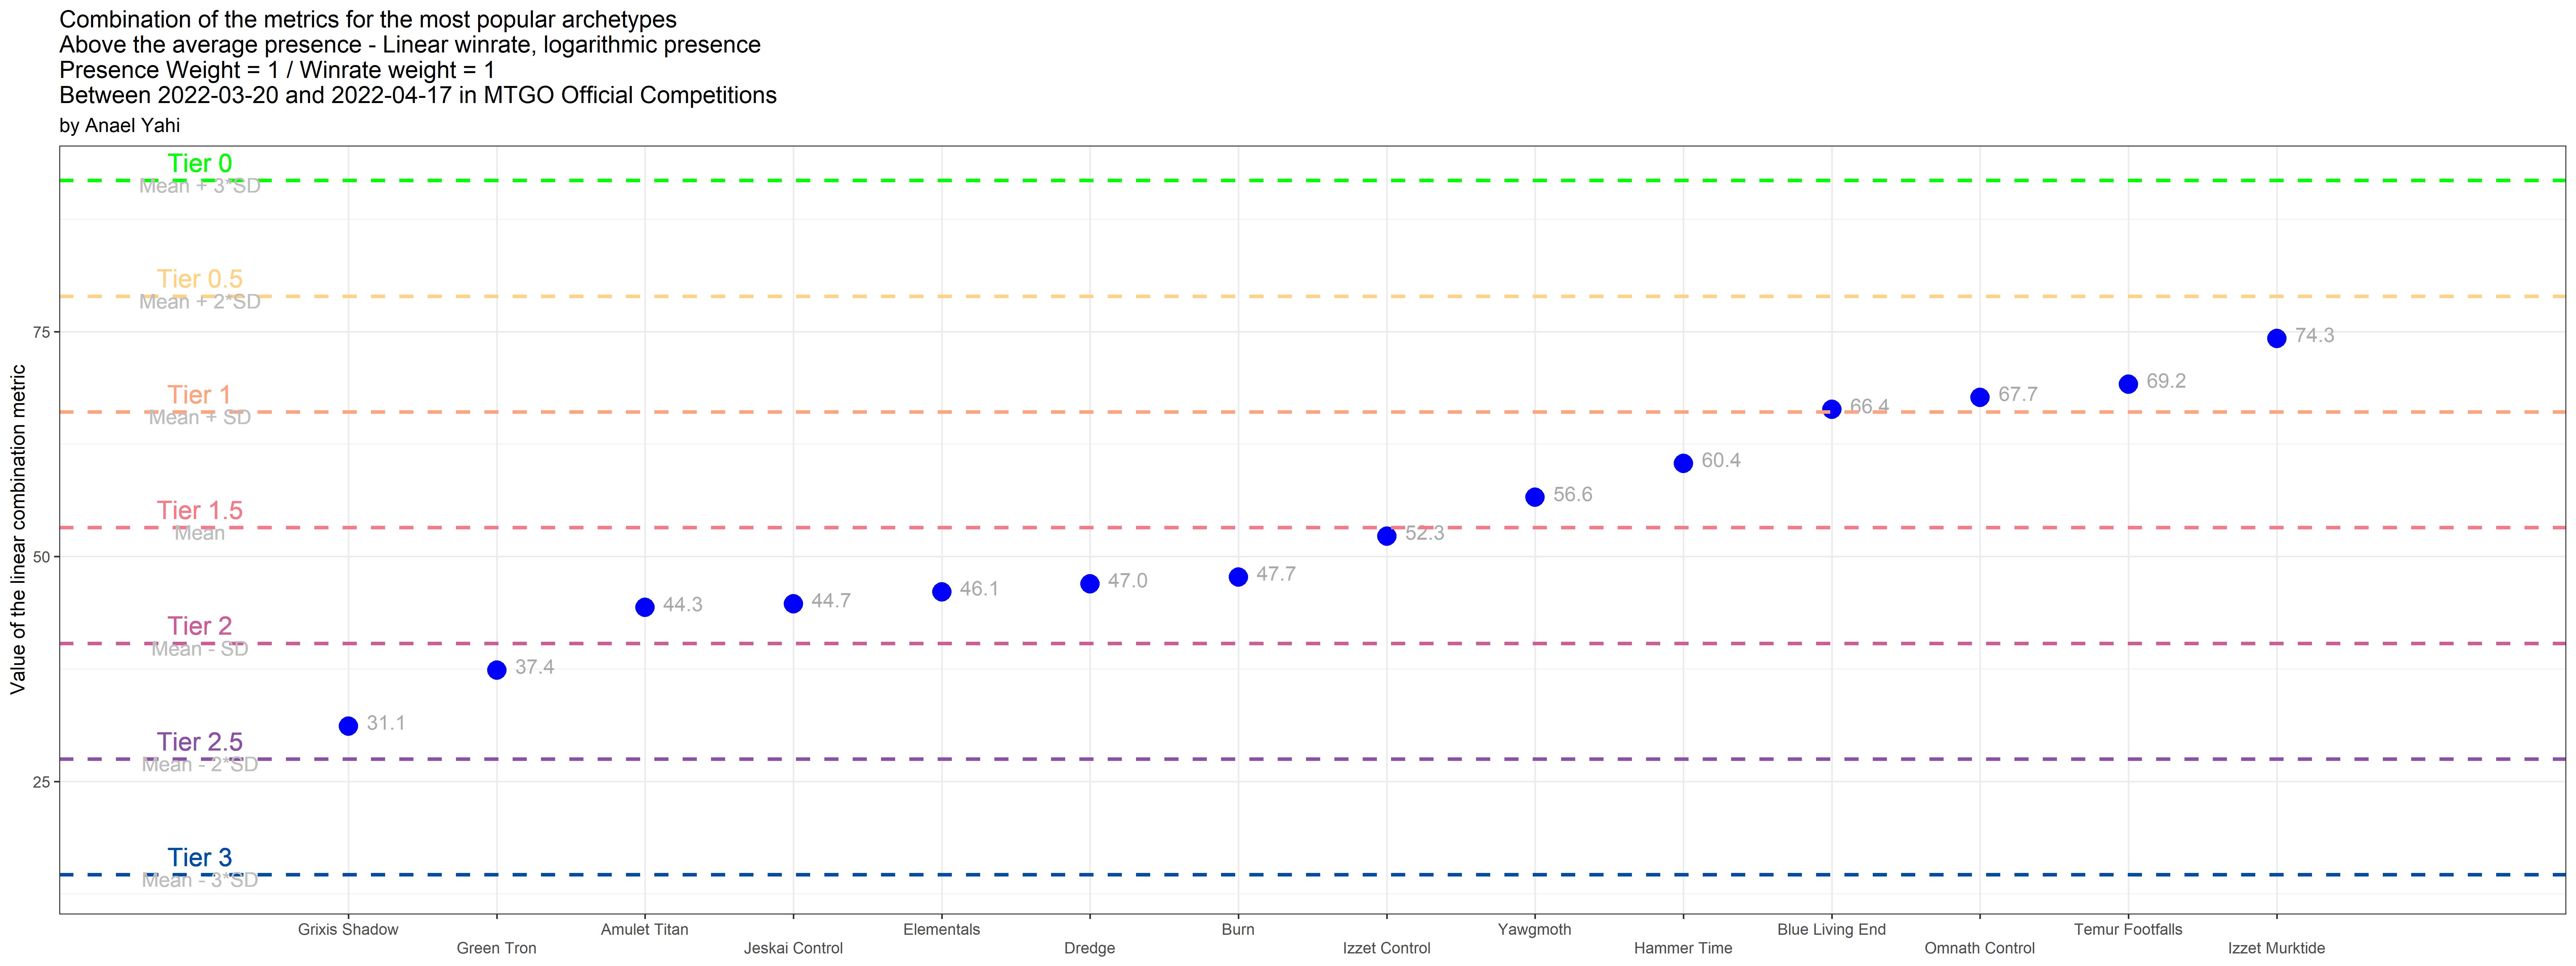 Combination of the metrics for the most popular archetypes
Above the average presence - Linear winrate, logarithmic presence
Presence Weight = 1 / Winrate weight = 1
Between 2022-03-20 and 2022-04-17 in MTGO Official Competitions
by Anael Yahi
Tier 0
Mean + 3*SD
Tier 0.5
Mean + 2*SD
75
74.3
69.2
Tier 1
67.7
66.4
Mean + SD
60.4
56.6
Tier 1.5
Mean
52.3
50
47.7
47.0
46.1
44.7
44.3
Tier 2
Mean - SD
37.4
31.1
Tier 2.5
Mean - 2*SD
25
Tier 3
Mean - 3*SD
Value of the linear combination metric
Grixis Shadow
Green Tron
Amulet Titan
Jeskai Control
Elementals
Dredge
Burn
Izzet Control
Yawgmoth
Hammer Time
Blue Living End
Omnath Control
Temur Footfalls
Izzet Murktide